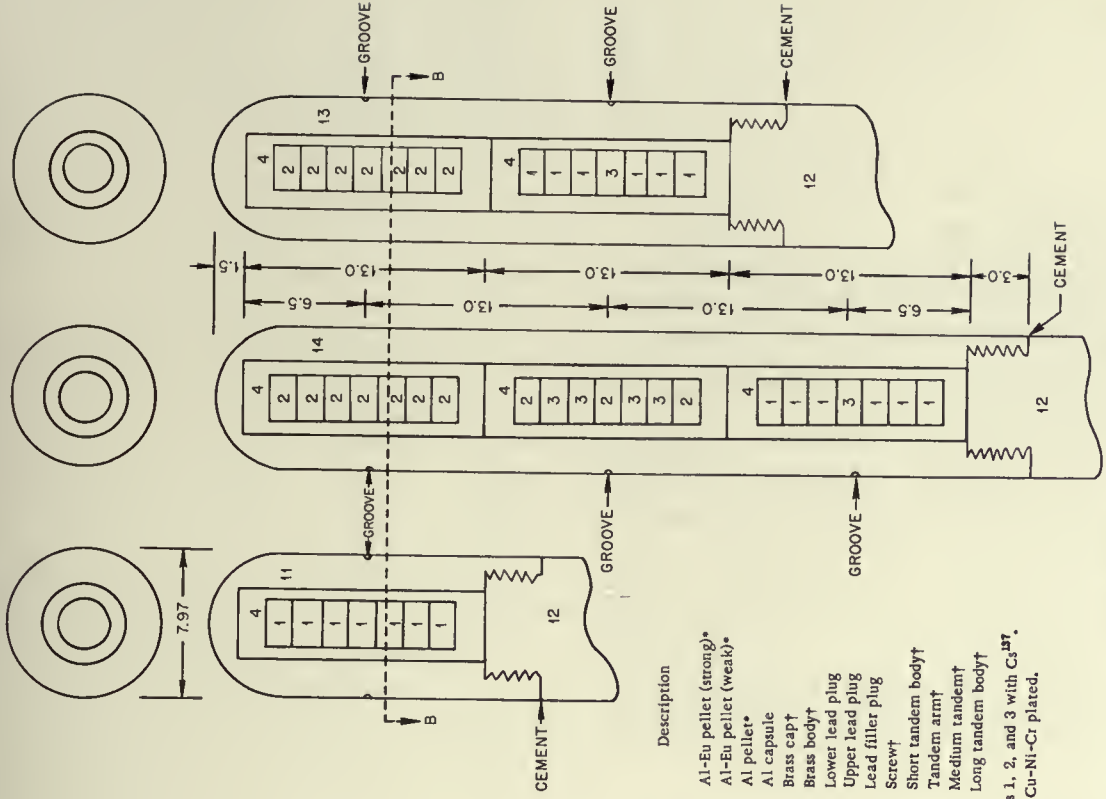 GROOVE
B
13
4
2
2
2
2
2
2
2
GROOVE
4
1
1
1
3
1
1
1
CEMENT
12
1.5
13.0
13.0
13.0
3.0
6.5
13.0
13.0
6.5
CEMENT
14
4
2
2
2
2
2
2
2
4
2
3
3
2
3
3
2
4
1
1
1
3
1
1
1
12
GROOVE
GROOVE
GROOVE
7.97
11
4
1
1
1
1
1
1
1
12
B
CEMENT
Description
Al-Eu pellet (strong)*
Al-Eu pellet (weak)*
Al pellet*
Al capsule
Brass cap†
Brass body†
Lower lead plug
Upper lead plug
Lead filler plug
Screw†
Short tandem body†
Tandem arm†
Medium tandem†
Long tandem body†
s 1, 2, and 3 with Cs¹³⁷.
Cu-Ni-Cr plated.